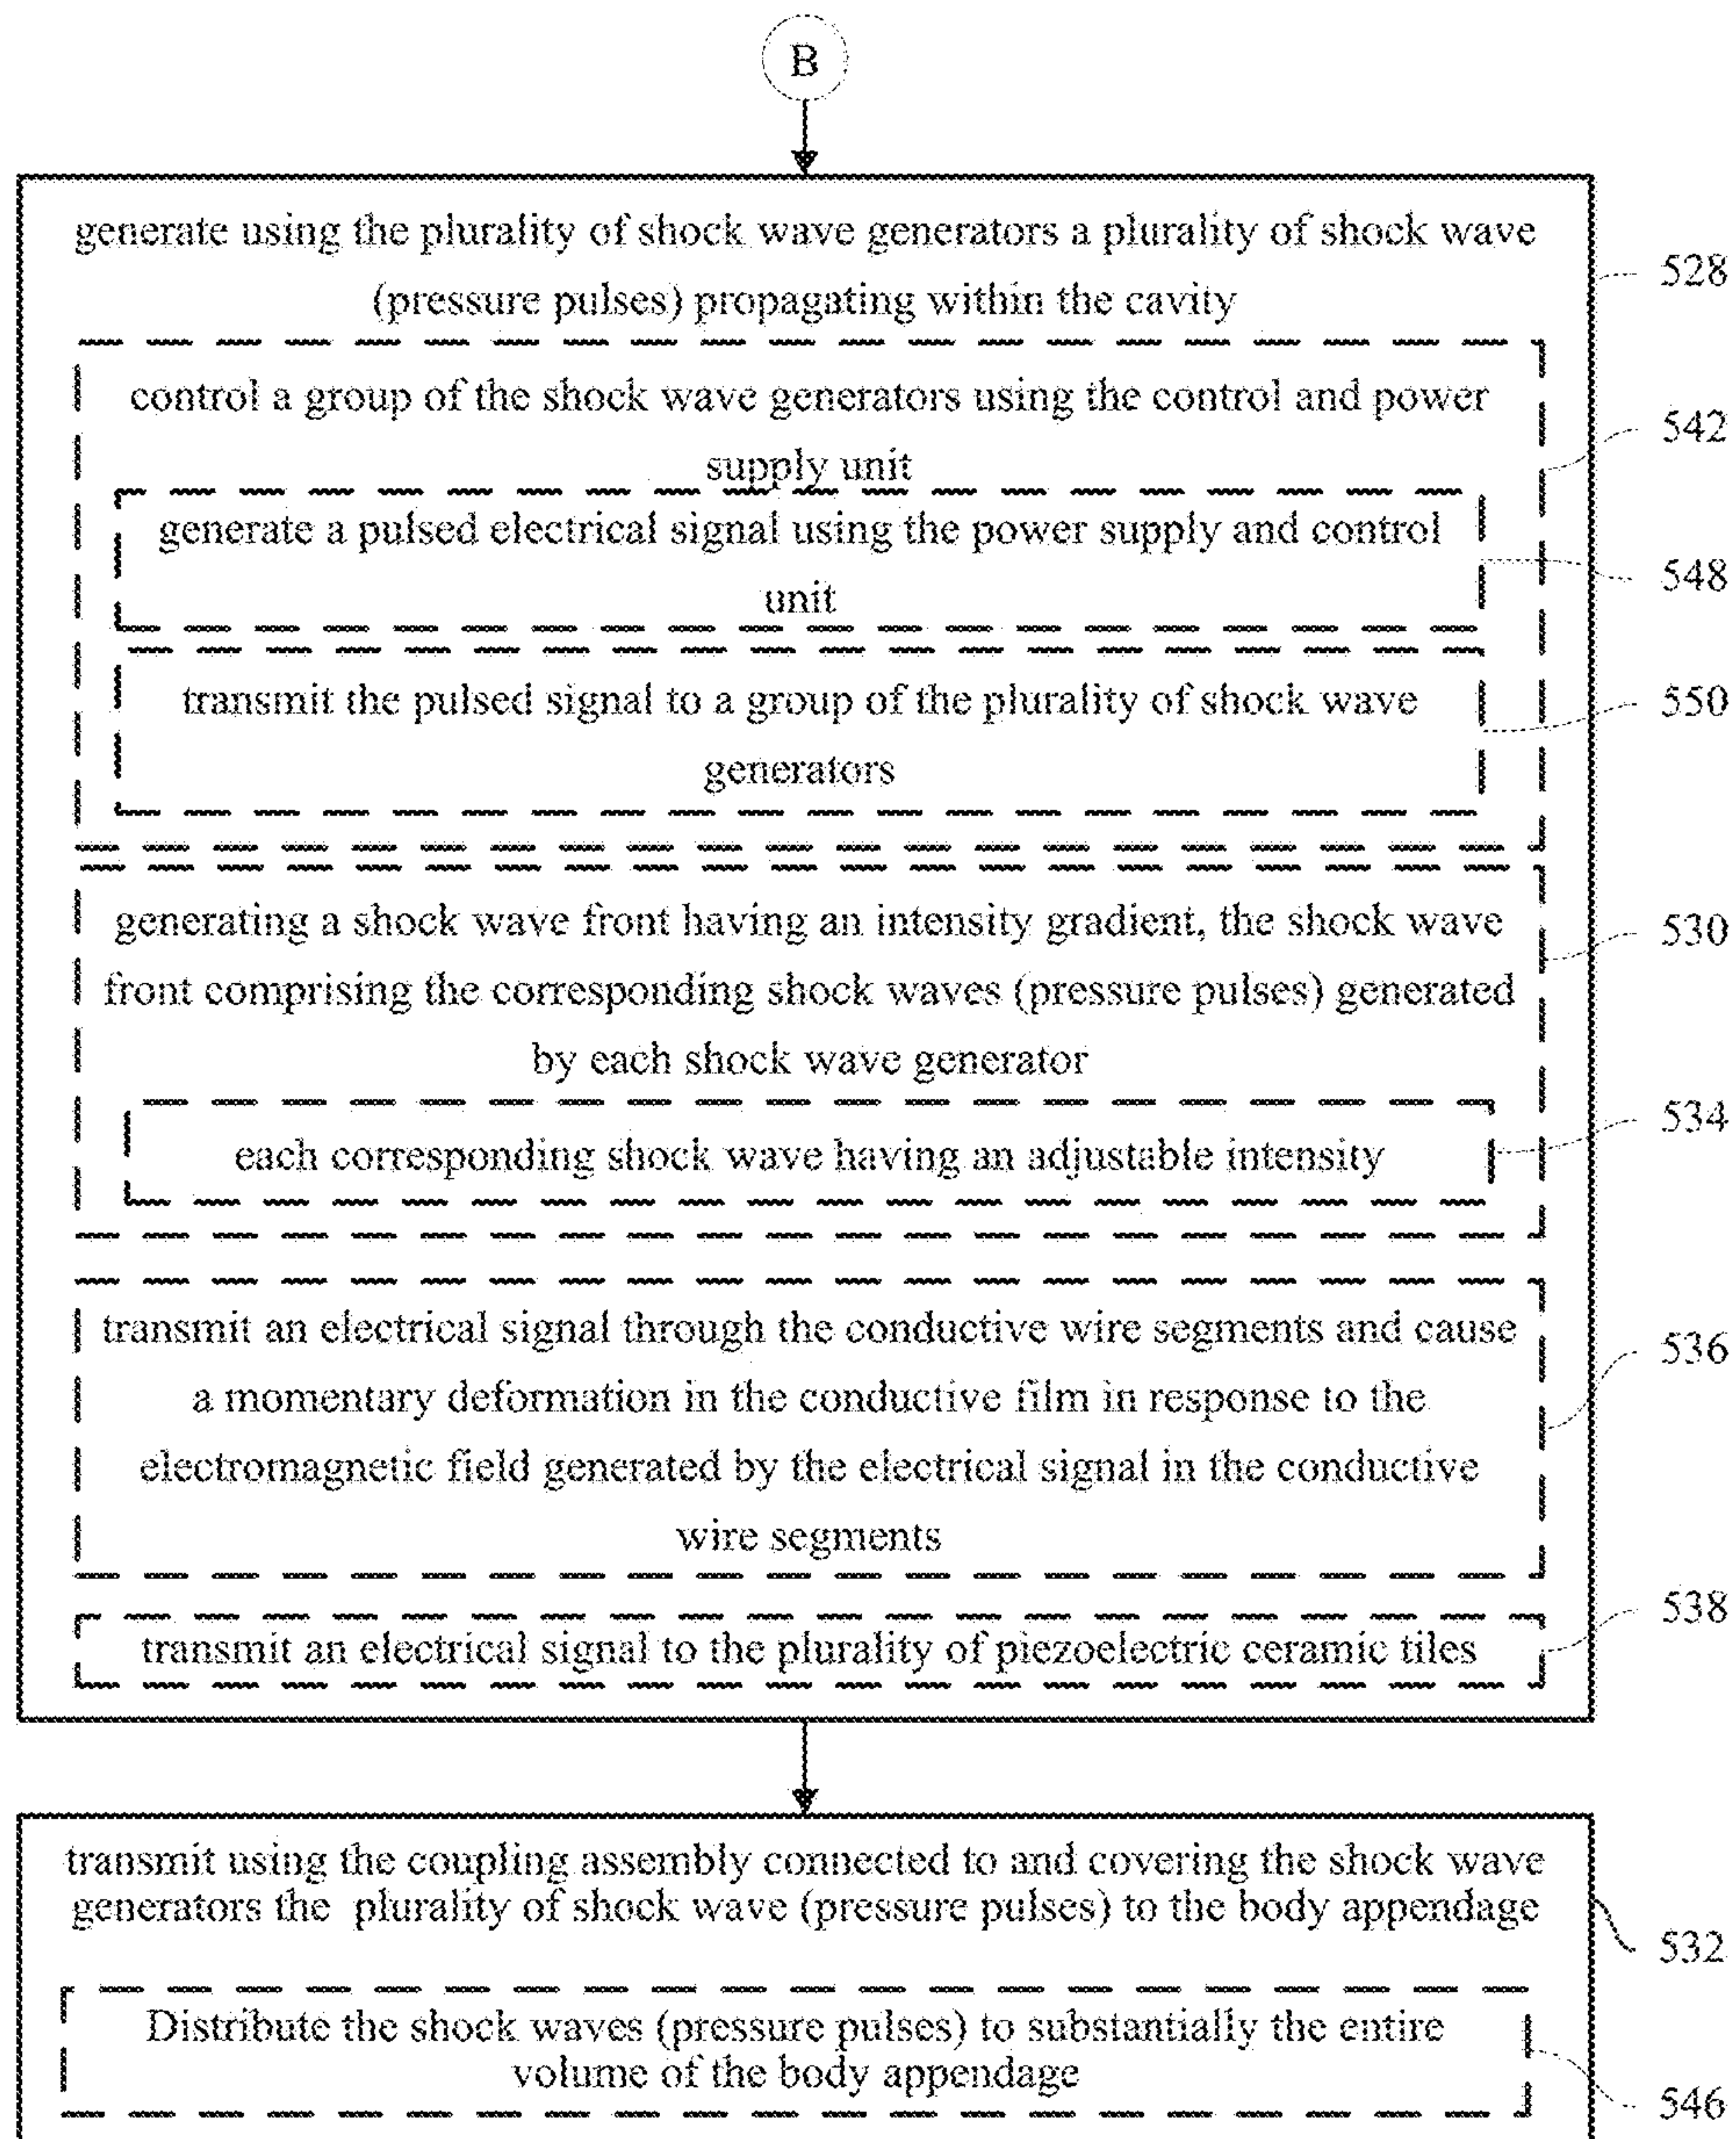 B
generate using the plurality of shock wave generators a plurality of shock wave
(pressure pulses) propagating within the cavity
528
control a group of the shock wave generators using the control and power
supply unit
542
generate a pulsed electrical signal using the power supply and control
unit
548
transmit the pulsed signal to a group of the plurality of shock wave
generators
550
generating a shock wave front having an intensity gradient, the shock wave
front comprising the corresponding shock waves (pressure pulses) generated
by each shock wave generator
530
each corresponding shock wave having an adjustable intensity
534
transmit an electrical signal through the conductive wire segments and cause
a momentary deformation in the conductive film in response to the
electromagnetic field generated by the electrical signal in the conductive
wire segments
536
transmit an electrical signal to the plurality of piezoelectric ceramic tiles
538
transmit using the coupling assembly connected to and covering the shock wave
generators the plurality of shock wave (pressure pulses) to the body appendage
532
Distribute the shock waves (pressure pulses) to substantially the entire
volume of the body appendage
546